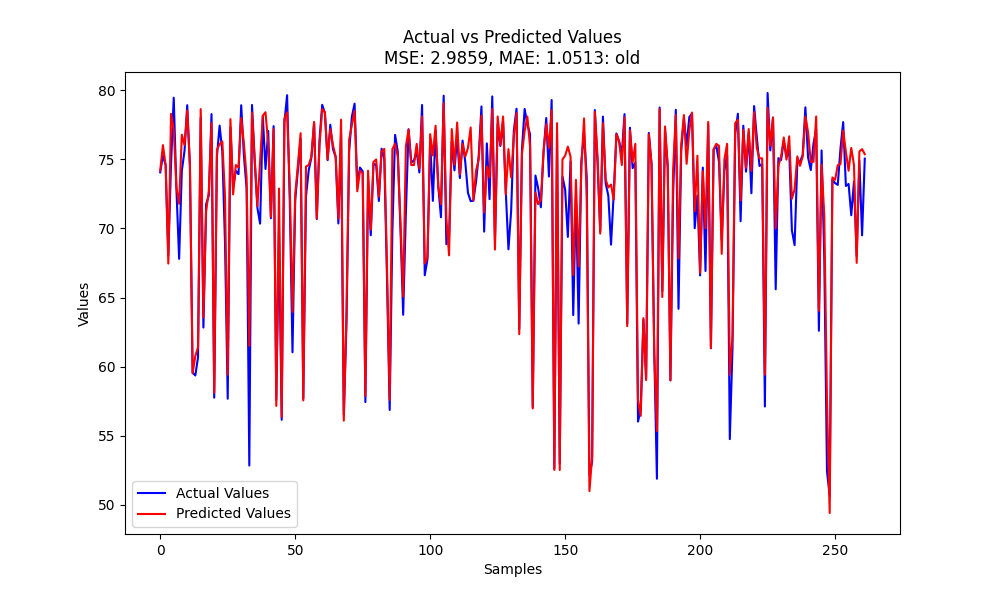 Actual vs Predicted Values
MSE: 2.9859, MAE: 1.0513: old
Values
80
75
70
65
60
55
50
Actual Values
Predicted Values
0
50
100
150
200
250
Samples